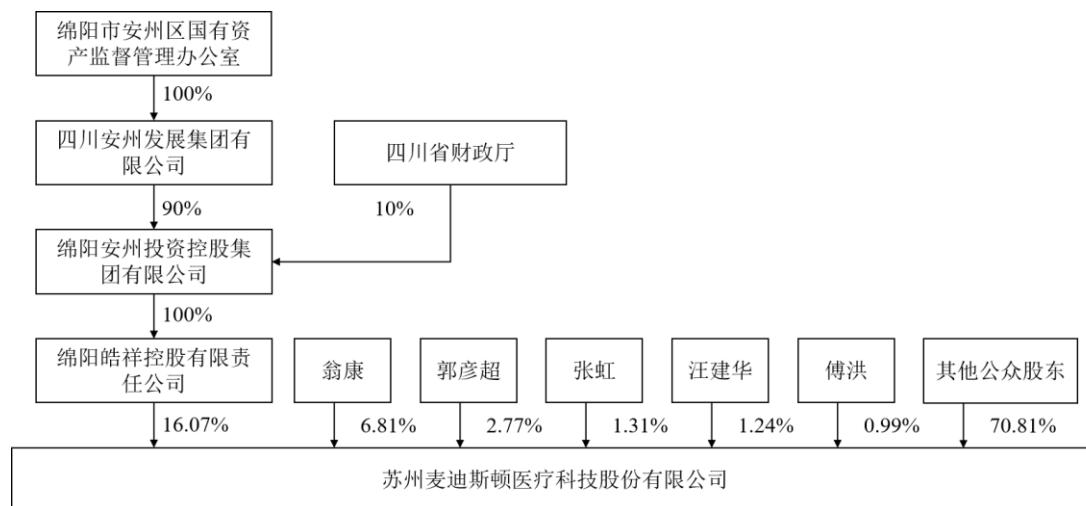 绵阳市安州区国有资
产监督管理办公室
100%
四川安州发展集团有
限公司
四川省财政厅
90%
10%
绵阳安州投资控股集
团有限公司
100%
绵阳皓祥控股有限责
任公司
翁康
郭彦超
张虹
汪建华
傅洪
其他公众股东
16.07%
6.81%
2.77%
1.31%
1.24%
0.99%
70.81%
苏州麦迪斯顿医疗科技股份有限公司